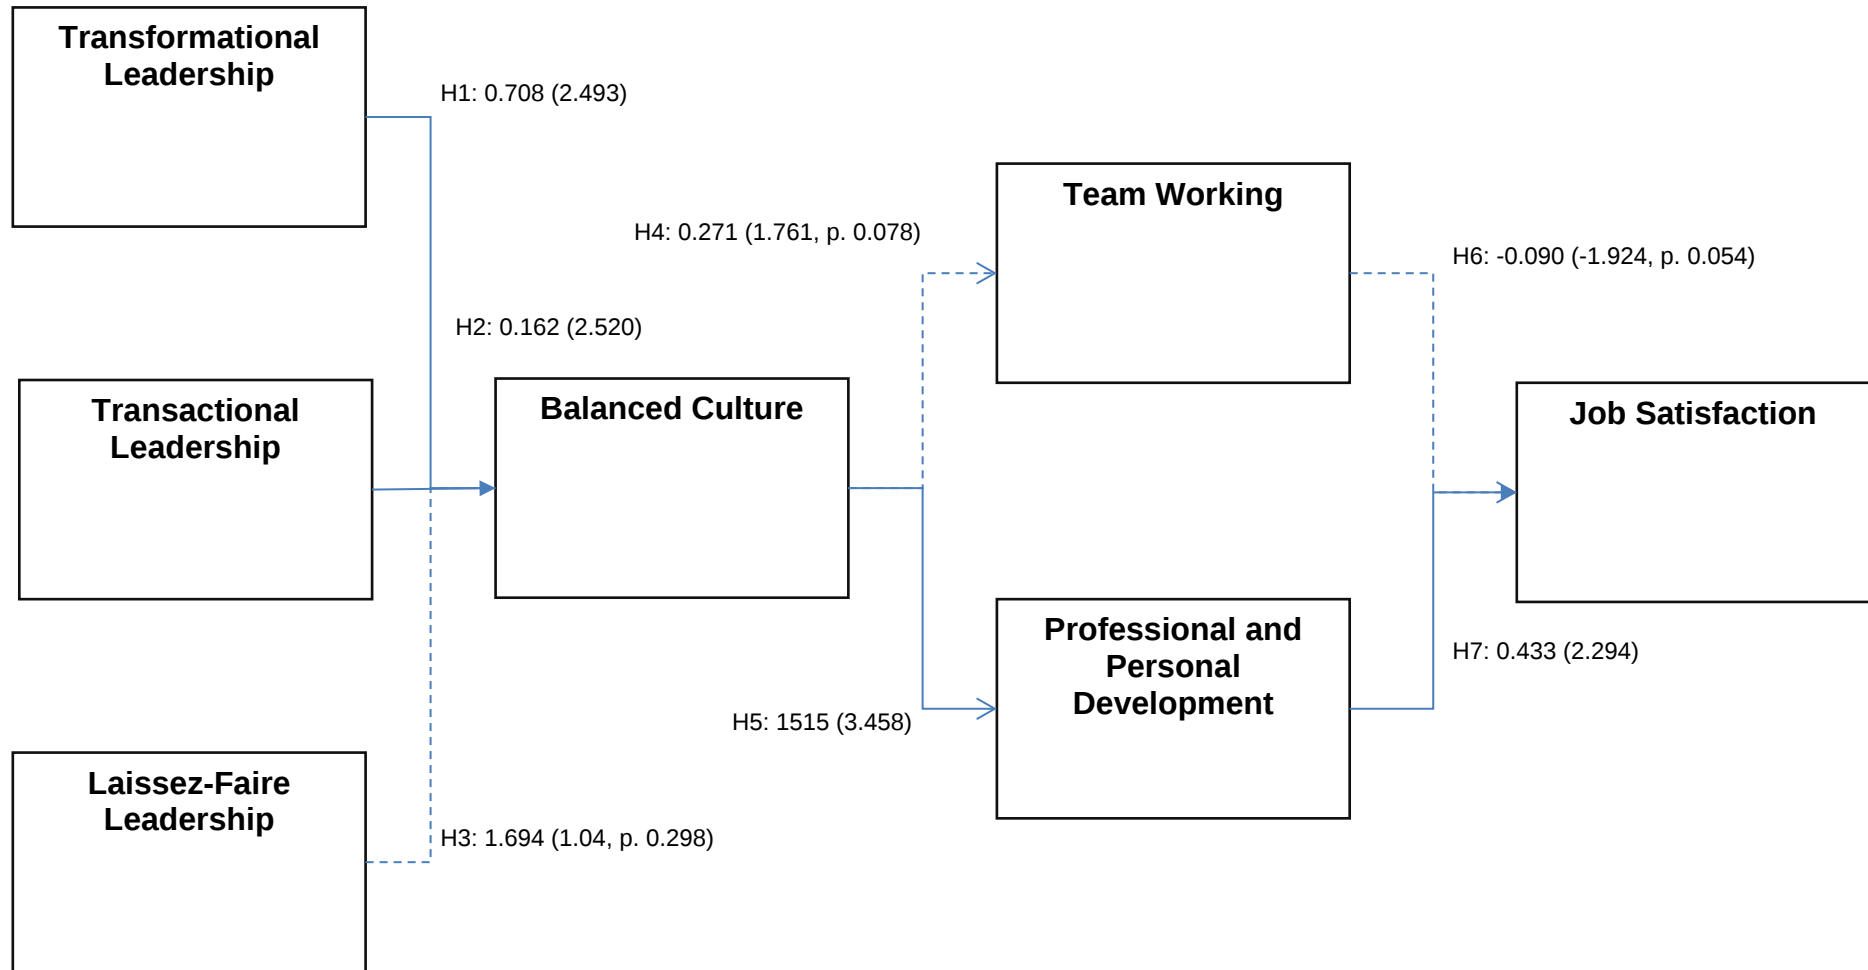 Transformational
Leadership
H1: 0.708 (2.493)
Team Working
H4: 0.271 (1.761, p. 0.078)
H6: -0.090 (-1.924, p. 0.054)
H2: 0.162 (2.520)
Transactional
Leadership
Balanced Culture
Job Satisfaction
Professional and
Personal
Development
H7: 0.433 (2.294)
H5: 1515 (3.458)
Laissez-Faire
Leadership
H3: 1.694 (1.04, p. 0.298)